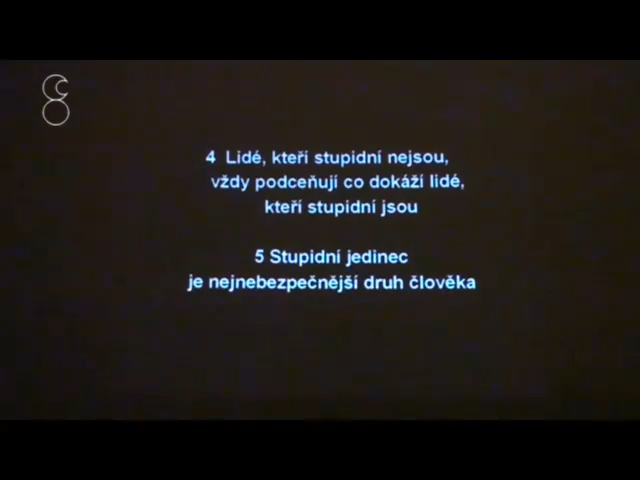 4 Lidé, kteří stupidní nejsou,
vždy podceňují co dokáží lidé,
kteří stupidní jsou
5 Stupidní jedinec
je nejnebezpečnější druh člověka